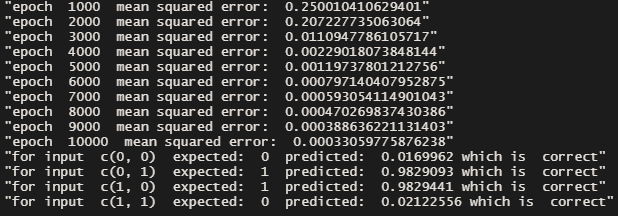 "epoch  1000  mean squared error:  0.250010410629401"
"epoch  2000  mean squared error:  0.207227735063064"
"epoch  3000  mean squared error:  0.0110947786105717"
"epoch  4000  mean squared error:  0.00229018073848144"
"epoch  5000  mean squared error:  0.00119737801212756"
"epoch  6000  mean squared error:  0.000797140407952875"
"epoch  7000  mean squared error:  0.000593054114901043"
"epoch  8000  mean squared error:  0.000470269837430386"
"epoch  9000  mean squared error:  0.000388636221131403"
"epoch  10000  mean squared error:  0.00033059775876238"
"for input  c(0, 0)  expected:  0  predicted:  0.0169962 which is  correct"
"for input  c(0, 1)  expected:  1  predicted:  0.9829093 which is  correct"
"for input  c(1, 0)  expected:  1  predicted:  0.9829441 which is  correct"
"for input  c(1, 1)  expected:  0  predicted:  0.02122556 which is  correct"